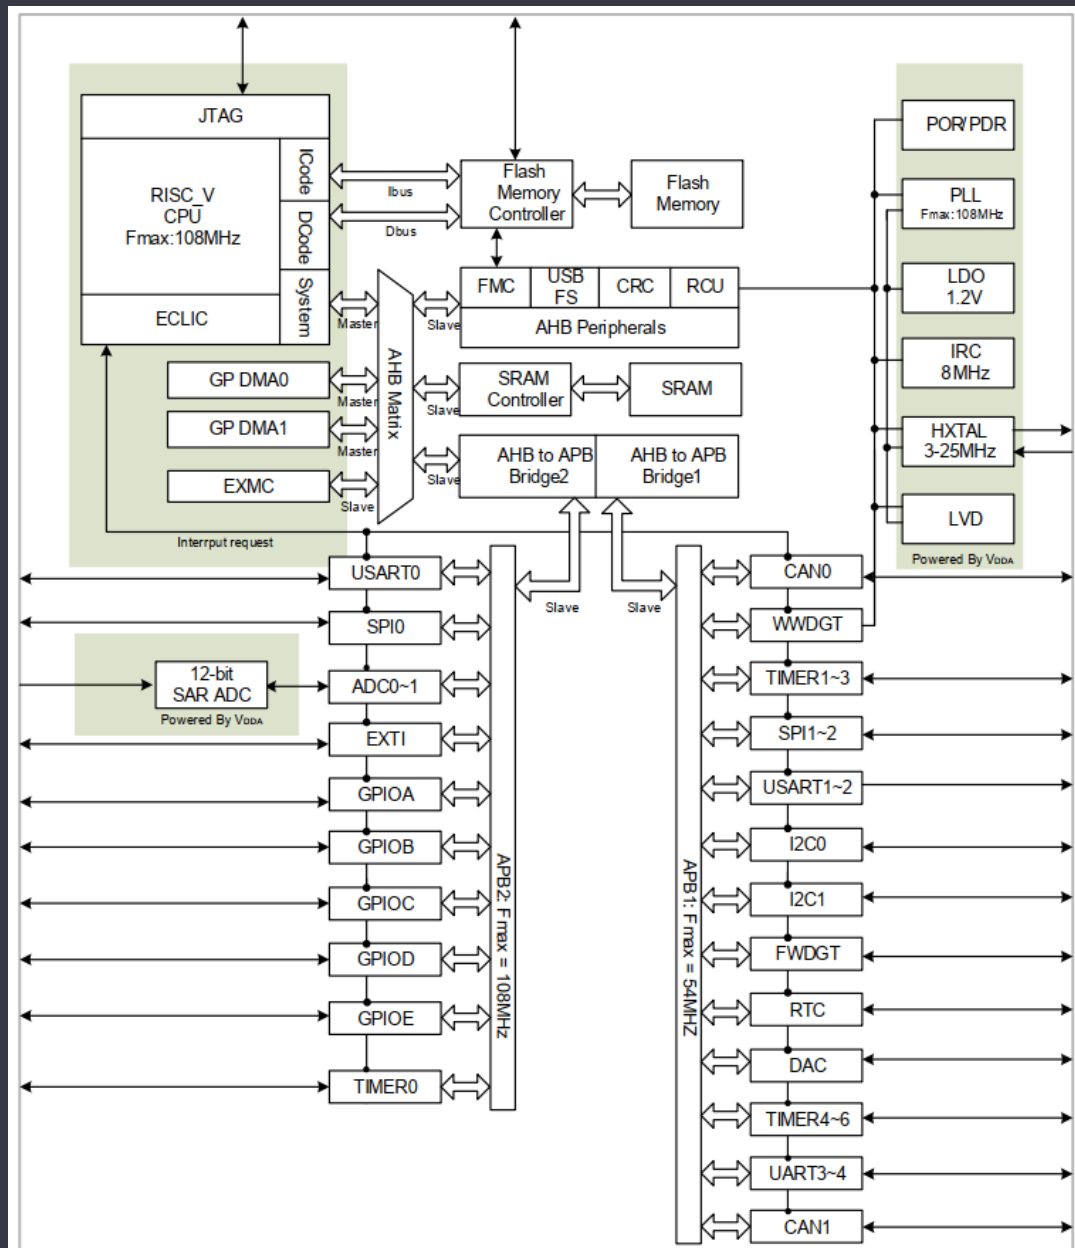 JTAG
RISC_V
CPU
Fmax:108MHz
ICode
DCode
System
ECLIC
Ibus
Dbus
Flash
Memory
Controller
Flash
Memory
FMC
USB
FS
CRC
RCU
AHB Peripherals
Master
Slave
AHB Matrix
GP DMA0
Master
GP DMA1
Master
EXMC
Slave
Slave
SRAM
Controller
SRAM
Slave
AHB to APB
Bridge2
AHB to APB
Bridge1
POR/PDR
PLL
Fmax:108MHz
LDO
1.2V
IRC
8MHz
HXTAL
3-25MHz
LVD
Powered By VDDA
Interrput request
Slave
Slave
USART0
SPI0
12-bit
SAR ADC
Powered By VDDA
ADC0~1
EXTI
GPIOA
GPIOB
GPIOC
GPIOD
GPIOE
TIMER0
APB2: Fmax = 108MHz
APB1: Fmax = 54MHZ
CAN0
WWDGT
TIMER1~3
SPI1~2
USART1~2
I2C0
I2C1
FWDGT
RTC
DAC
TIMER4~6
UART3~4
CAN1